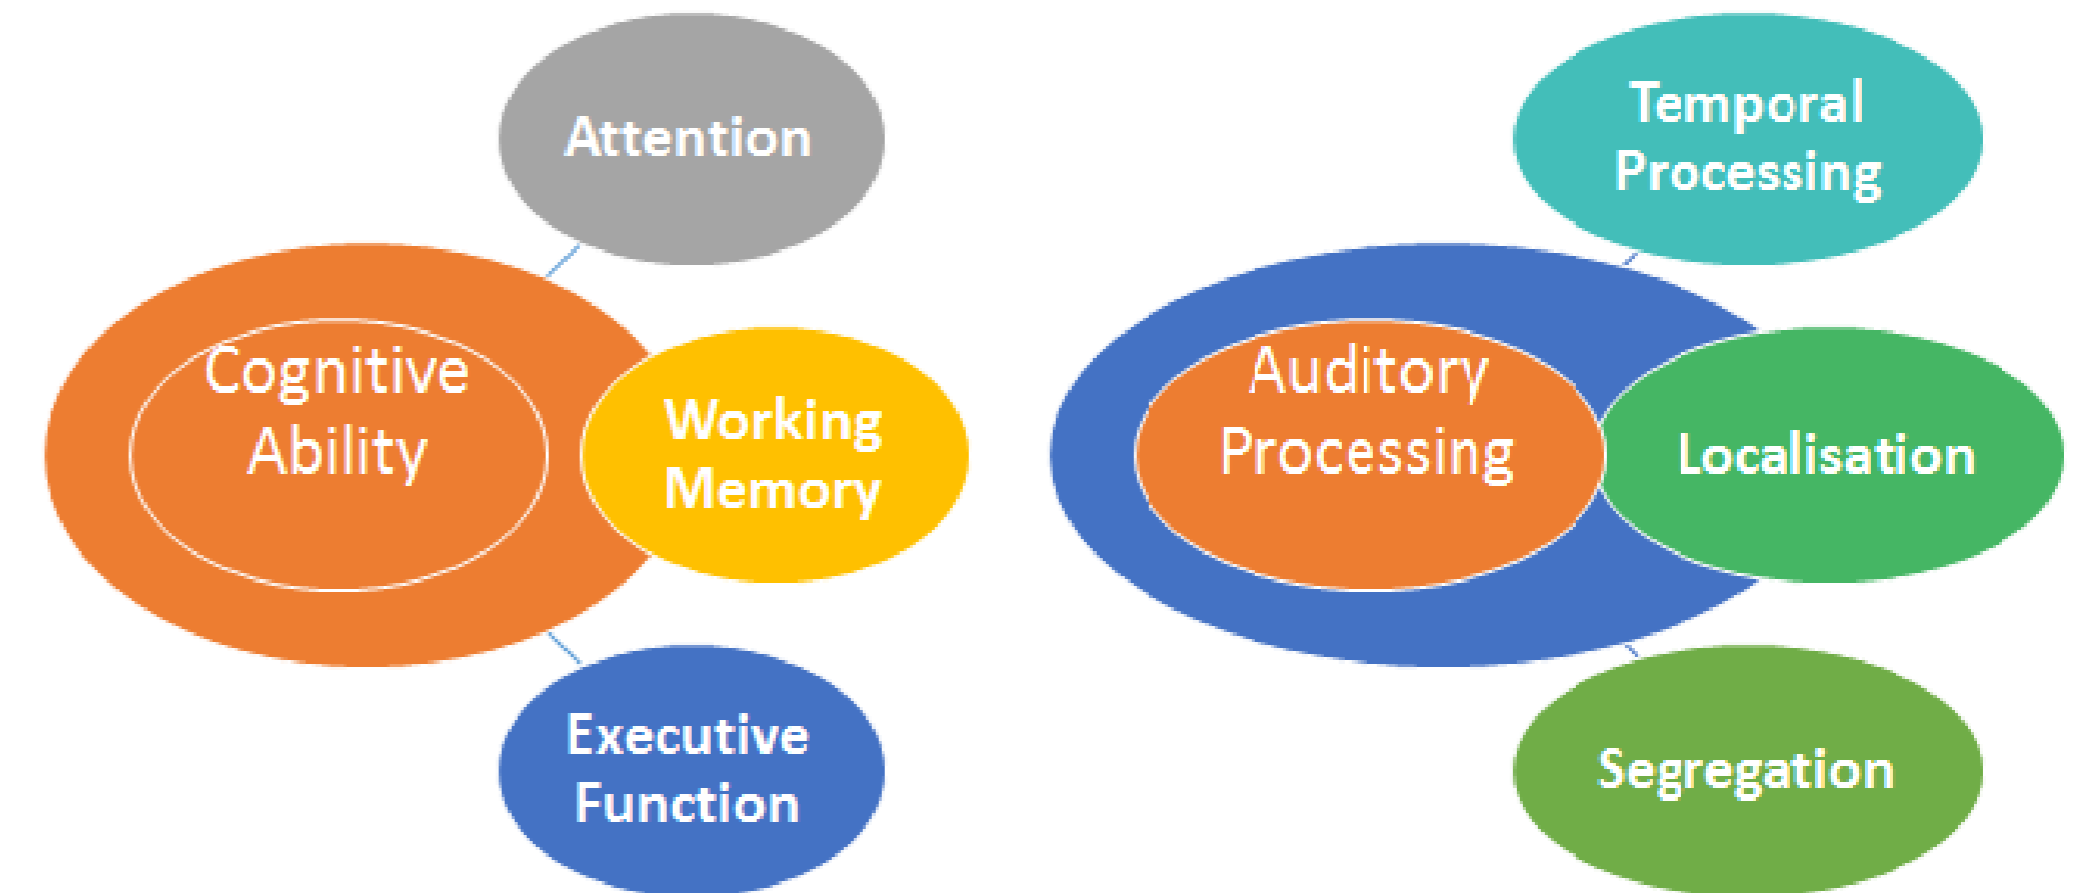 Attention
Cognitive
Ability
Working
Memory
Executive
Function
Temporal
Processing
Auditory
Processing
Localisation
Segregation